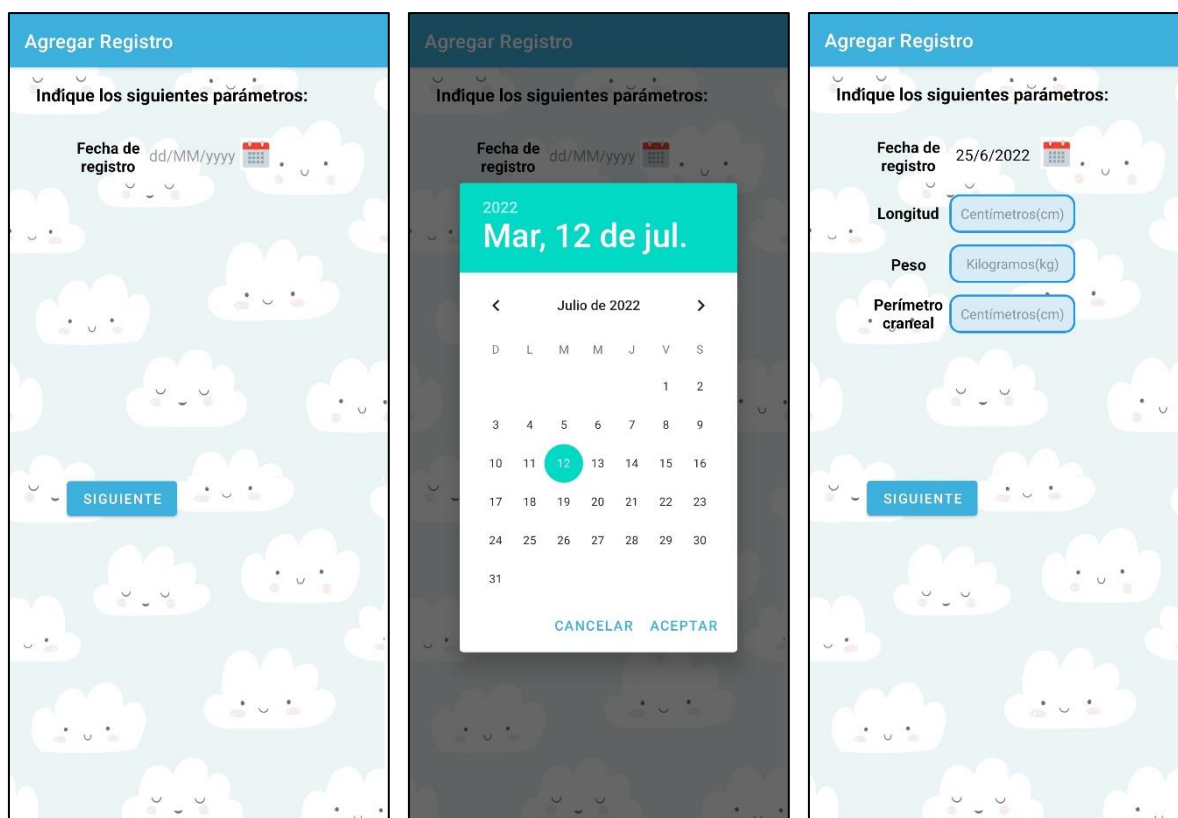 Agregar Registro
Indique los siguientes parámetros:
Fecha de
registro
dd/MM/yyyy
SIGUIENTE
Agregar Registro
Indique los siguientes parámetros:
Fecha de
registro
dd/MM/yyyy
2022
Mar, 12 de jul.
Julio de 2022
D L M M J V S
1 2
3 4 5 6 7 8 9
10 11 12 13 14 15 16
17 18 19 20 21 22 23
24 25 26 27 28 29 30
31
CANCELAR ACEPTAR
Agregar Registro
Indique los siguientes parámetros:
Fecha de
registro
25/6/2022
Longitud Centímetros(cm)
Peso Kilogramos(kg)
Perímetro
craneal
Centímetros(cm)
SIGUIENTE